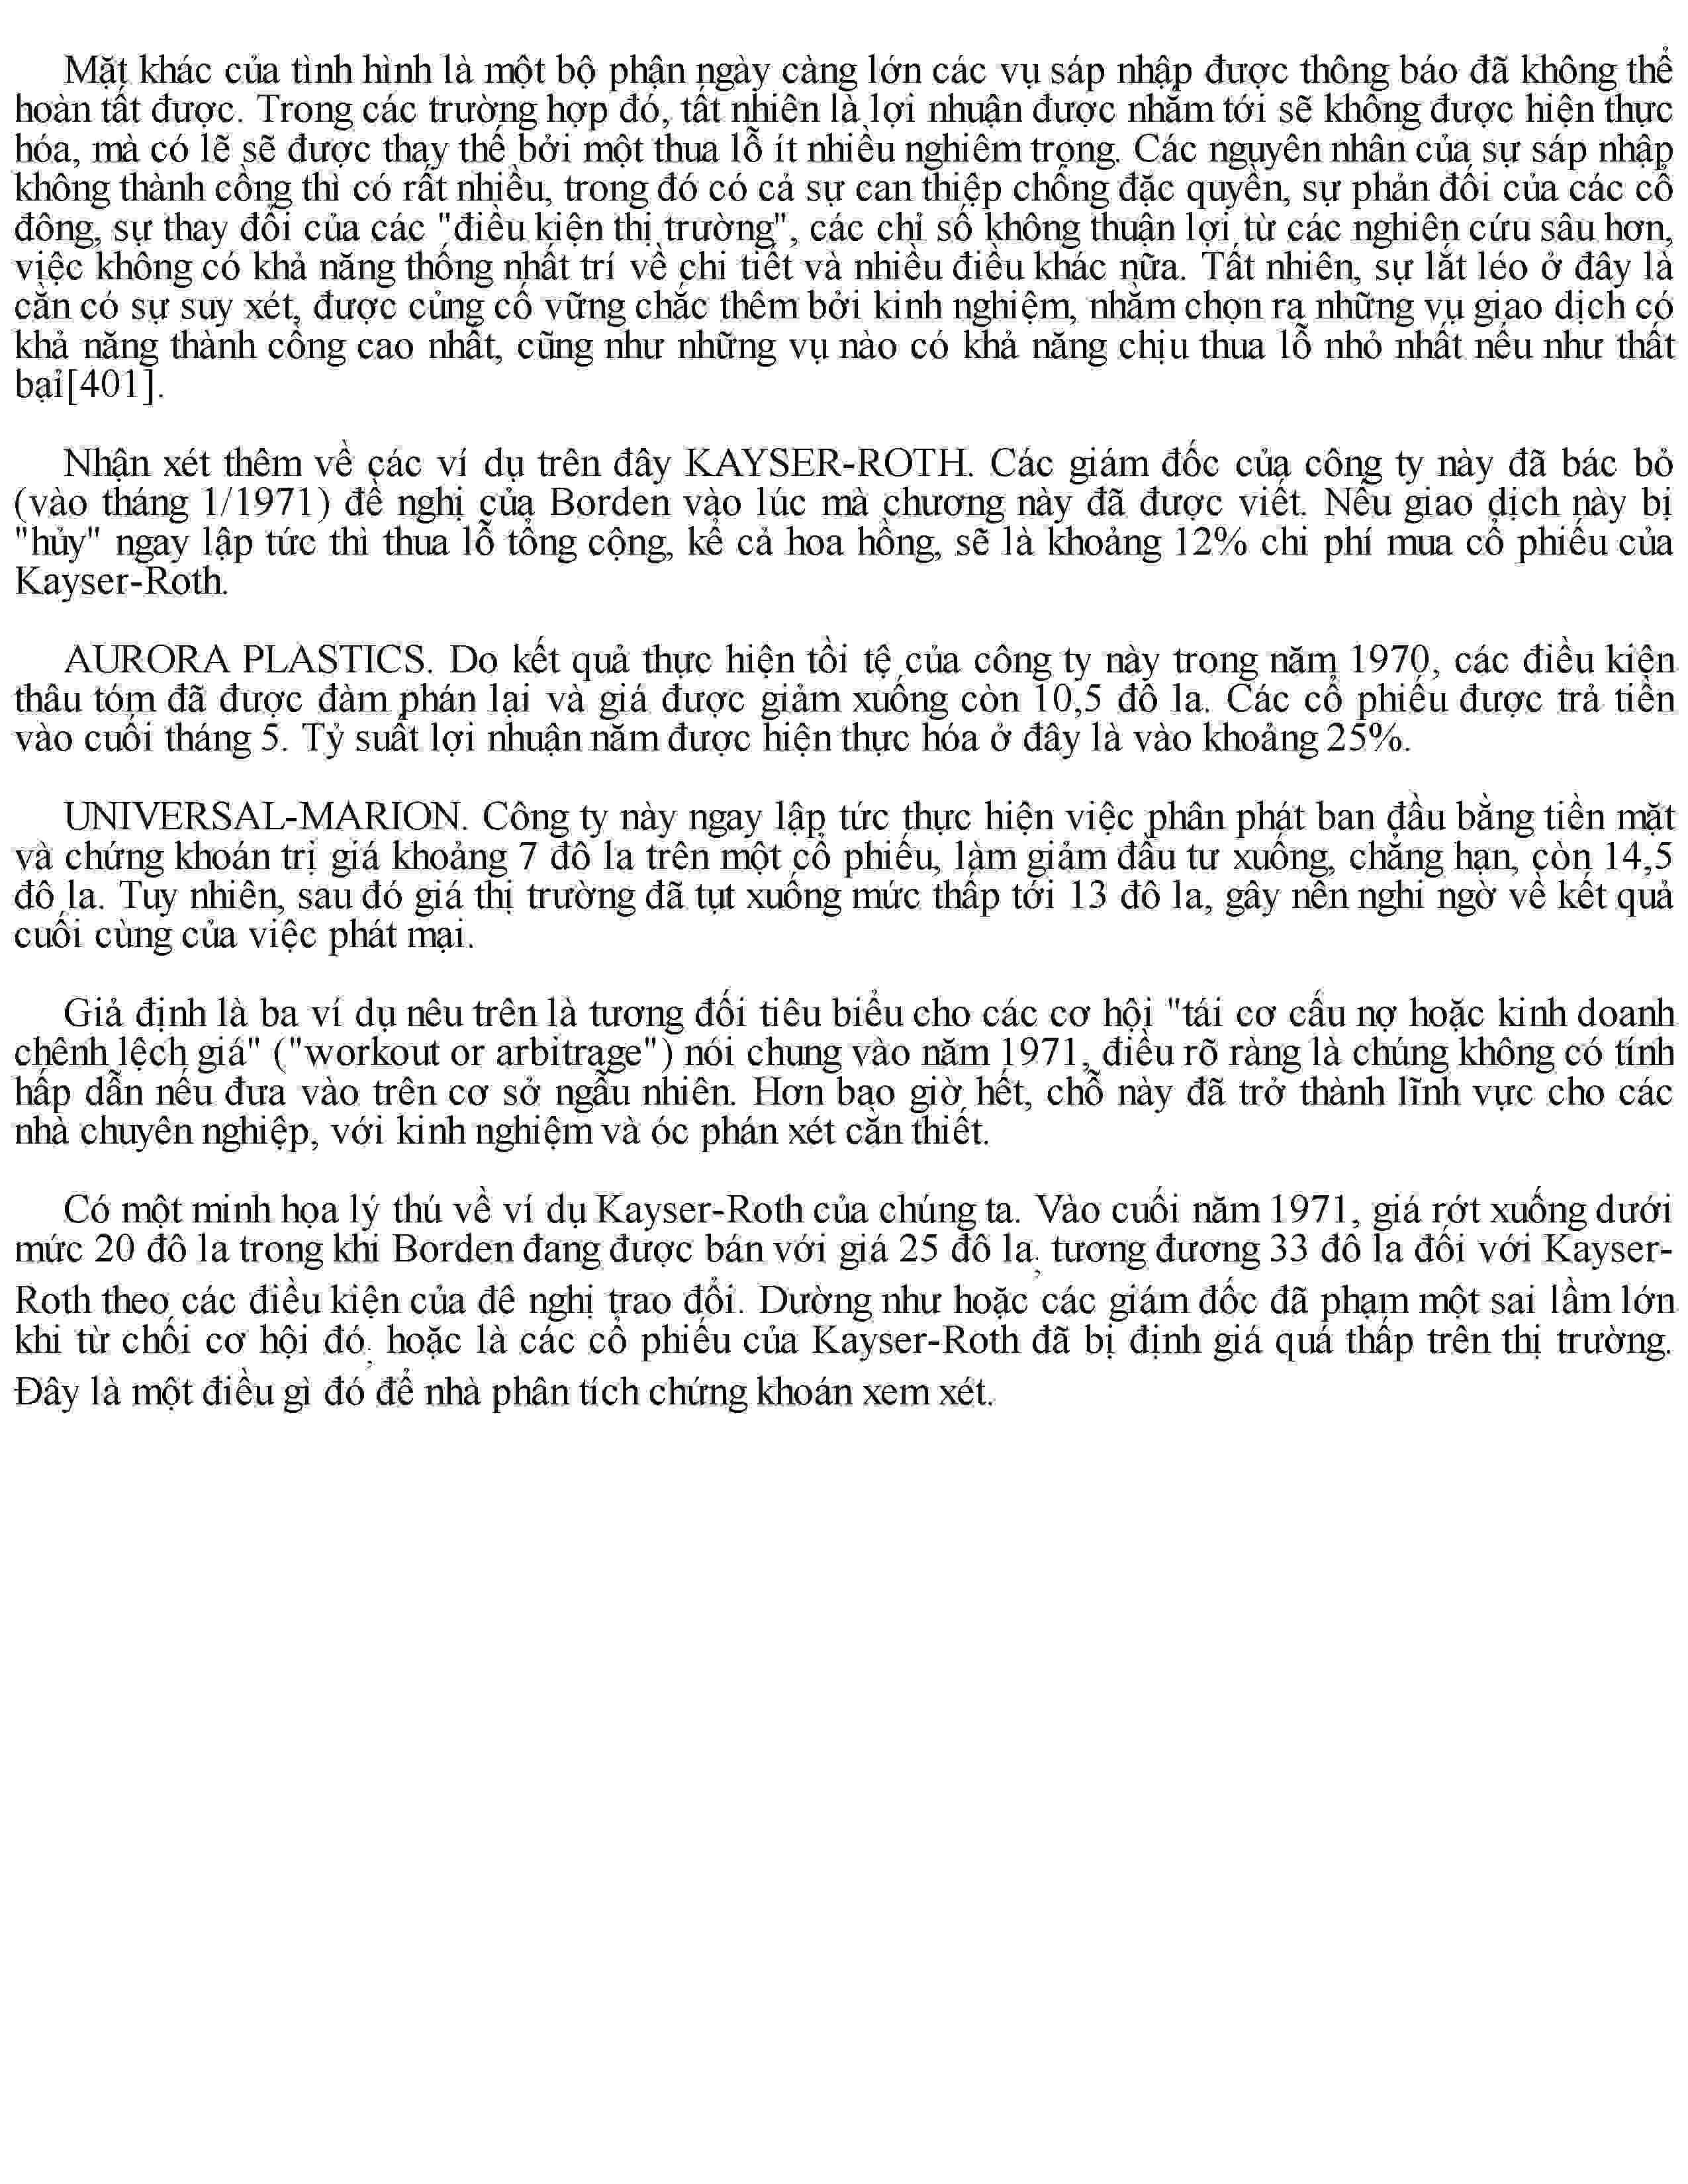 Mặt khác của tình hình là một bộ phận ngày càng lớn các vụ sáp nhập được thông báo đã không thể
hoàn tất được. Trong các trường hợp đó, tất nhiên là lợi nhuận được nhắm tới sẽ không được hiện thực
hóa, mà có lẽ sẽ được thay thế bởi một thua lỗ ít nhiều nghiêm trọng. Các nguyên nhân của sự sáp nhập
không thành công thì có rất nhiều, trong đó có cả sự can thiệp chống đặc quyền, sự phản đối của các cổ
đông, sự thay đổi của các "điều kiện thị trường", các chỉ số không thuận lợi từ các nghiên cứu sâu hơn,
việc không có khả năng thống nhất trí về chi tiết và nhiều điều khác nữa. Tất nhiên, sự lắt léo ở đây là
cần có sự suy xét, được củng cố vững chắc thêm bởi kinh nghiệm, nhằm chọn ra những vụ giao dịch có
khả năng thành công cao nhất, cũng như những vụ nào có khả năng chịu thua lỗ nhỏ nhất nếu như thất
bại[401].
Nhận xét thêm về các ví dụ trên đây KAYSER-ROTH. Các giám đốc của công ty này đã bác bỏ
(vào tháng 1/1971) đề nghị của Borden vào lúc mà chương này đã được viết. Nếu giao dịch này bị
"hủy" ngay lập tức thì thua lỗ tổng cộng, kể cả hoa hồng, sẽ là khoảng 12% chi phí mua cổ phiếu của
Kayser-Roth.
AURORA PLASTICS. Do kết quả thực hiện tồi tệ của công ty này trong năm 1970, các điều kiện
thâu tóm đã được đàm phán lại và giá được giảm xuống còn 10,5 đô la. Các cổ phiếu được trả tiền
vào cuối tháng 5. Tỷ suất lợi nhuận năm được hiện thực hóa ở đây là vào khoảng 25%.
UNIVERSAL-MARION. Công ty này ngay lập tức thực hiện việc phân phát ban đầu bằng tiền mặt
và chứng khoán trị giá khoảng 7 đô la trên một cổ phiếu, làm giảm đầu tư xuống, chẳng hạn, còn 14,5
đô la. Tuy nhiên, sau đó giá thị trường đã tụt xuống mức thấp tới 13 đô la, gây nên nghi ngờ về kết quả
cuối cùng của việc phát mại.
Giả định là ba ví dụ nêu trên là tương đối tiêu biểu cho các cơ hội "tái cơ cấu nợ hoặc kinh doanh
chênh lệch giá" ("workout or arbitrage") nói chung vào năm 1971, điều rõ ràng là chúng không có tính
hấp dẫn nếu đưa vào trên cơ sở ngẫu nhiên. Hơn bao giờ hết, chỗ này đã trở thành lĩnh vực cho các
nhà chuyên nghiệp, với kinh nghiệm và óc phán xét cần thiết.
Có một minh họa lý thú về ví dụ Kayser-Roth của chúng ta. Vào cuối năm 1971, giá rớt xuống dưới
mức 20 đô la trong khi Borden đang được bán với giá 25 đô la, tương đương 33 đô la đối với Kayser-
Roth theo các điều kiện của đề nghị trao đổi. Dường như hoặc các giám đốc đã phạm một sai lầm lớn
khi từ chối cơ hội đó, hoặc là các cổ phiếu của Kayser-Roth đã bị định giá quá thấp trên thị trường.
Đây là một điều gì đó để nhà phân tích chứng khoán xem xét.